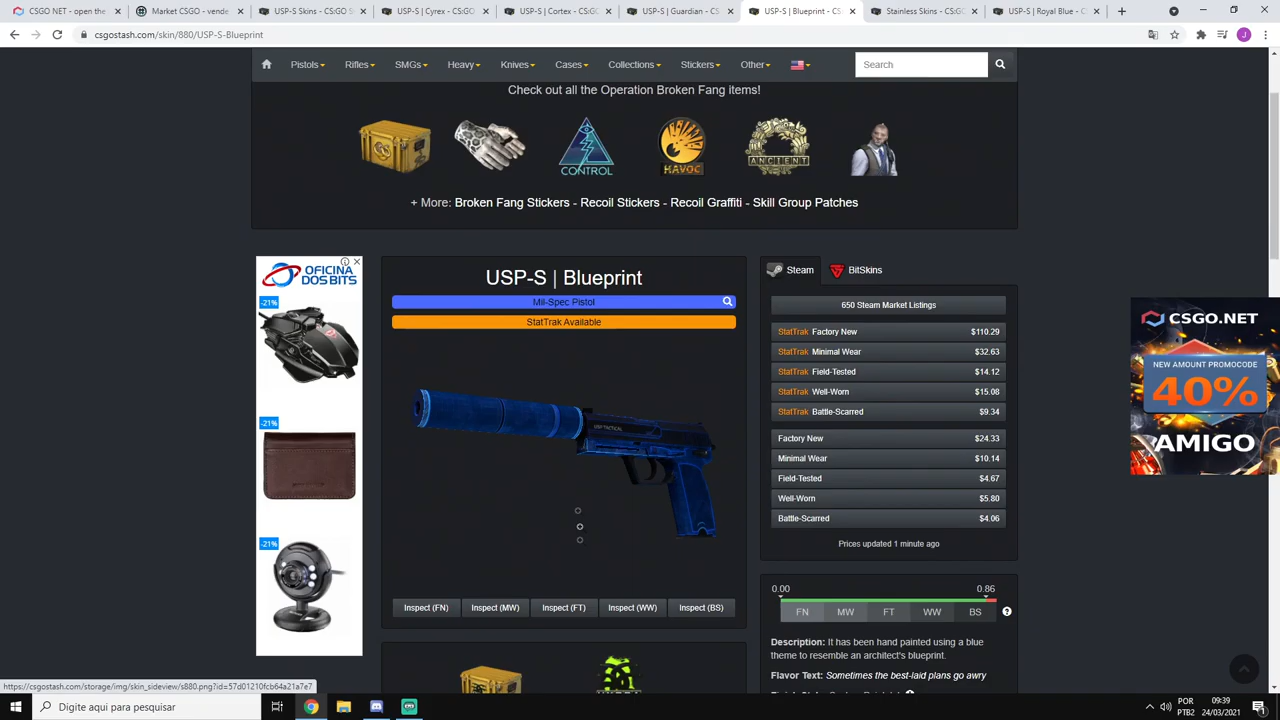 CSGO NET - open the
Market CSGO - vende
USP-S Skins - CS:GO S
USP-S | Cyrex - CS:GO
USP-S | Cortex - CS:G
USP-S | Guardian - CS
USP-S | Blueprint - CS
Stainless Skins - CS:G
USP-S | Royal Blue - C
csgostash.com/skin/880/USP-S-Blueprint
J
Pistols
Rifles
SMGs
Heavy
Knives
Cases
Collections
Stickers
Other
Search
Check out all the Operation Broken Fang items!
CONTROL
HAVOC
ANCIENT
+ More: Broken Fang Stickers - Recoil Stickers - Recoil Graffiti - Skill Group Patches
OFICINA
DOS BITS
-21%
-21%
-21%
USP-S | Blueprint
Mil-Spec Pistol
StatTrak Available
USP TACTICAL
Inspect (FN)
Inspect (MW)
Inspect (FT)
Inspect (WW)
Inspect (BS)
Steam
BitSkins
650 Steam Market Listings
StatTrak Factory New $110.29
StatTrak Minimal Wear $32.63
StatTrak Field-Tested $14.12
StatTrak Well-Worn $15.08
StatTrak Battle-Scarred $9.34
Factory New $24.33
Minimal Wear $10.14
Field-Tested $4.67
Well-Worn $5.80
Battle-Scarred $4.06
Prices updated 1 minute ago
0.00 0.86
FN MW FT WW BS
Description: It has been hand painted using a blue
theme to resemble an architect's blueprint.
Flavor Text: Sometimes the best-laid plans go awry
CSGO.NET
NEW AMOUNT PROMOCODE
40%
AMIGO
https://csgostash.com/storage/img/skin_sideview/s880.png?id=57d01210fcb64a21a7e7
Digite aqui para pesquisar
POR
PTB2
09:39
24/03/2021
1